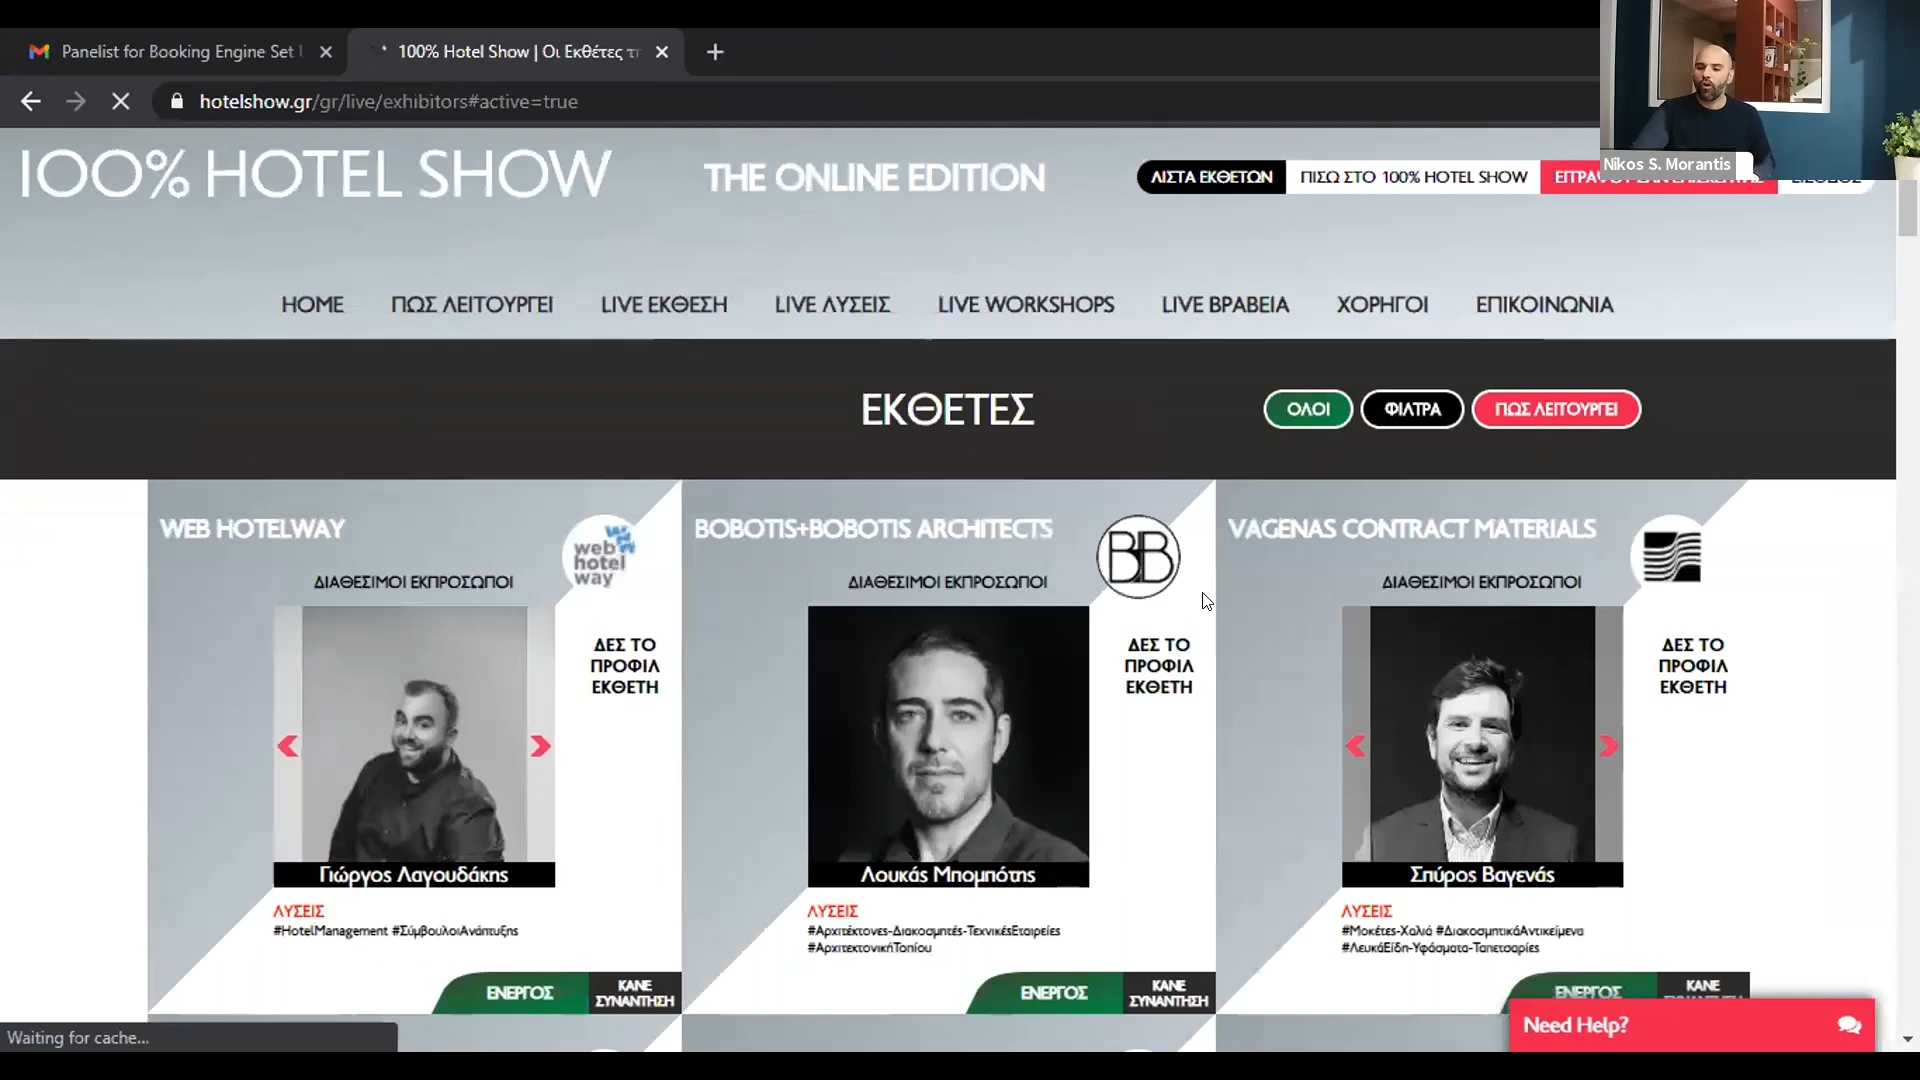 Panelist for Booking Engine Set
100% Hotel Show | Οι Εκθέτες τη
hotelshow.gr/gr/live/exhibitors#active=true
Nikos S. Morantis
100% HOTEL SHOW
THE ONLINE EDITION
ΛΙΣΤΑ ΕΚΘΕΤΩΝ
ΠΙΣΩ ΣΤΟ 100% HOTEL SHOW
HOME
ΠΩΣ ΛΕΙΤΟΥΡΓΕΙ
LIVE ΕΚΘΕΣΗ
LIVE ΛΥΣΕΙΣ
LIVE WORKSHOPS
LIVE ΒΡΑΒΕΙΑ
ΧΟΡΗΓΟΙ
ΕΠΙΚΟΙΝΩΝΙΑ
ΕΚΘΕΤΕΣ
ΟΛΟΙ
ΦΙΛΤΡΑ
ΠΩΣ ΛΕΙΤΟΥΡΓΕΙ
WEB HOTELWAY
web
hotel
way
ΔΙΑΘΕΣΙΜΟΙ ΕΚΠΡΟΣΩΠΟΙ
ΔΕΣ ΤΟ
ΠΡΟΦΙΛ
ΕΚΘΕΤΗ
Γιώργος Λαγουδάκης
ΛΥΣΕΙΣ
#HotelManagement #ΣύμβουλοιΑνάπτυξης
ΕΝΕΡΓΟΣ
ΚΑΝΕ
ΣΥΝΑΝΤΗΣΗ
BOBOTIS+BOBOTIS ARCHITECTS
BB
ΔΙΑΘΕΣΙΜΟΙ ΕΚΠΡΟΣΩΠΟΙ
ΔΕΣ ΤΟ
ΠΡΟΦΙΛ
ΕΚΘΕΤΗ
Λουκάς Μπομπότης
ΛΥΣΕΙΣ
#Αρχιτέκτονες-Διακοσμητές-ΤεχνικέςΕταιρείες
#ΑρχιτεκτονικήΤοπίου
ΕΝΕΡΓΟΣ
ΚΑΝΕ
ΣΥΝΑΝΤΗΣΗ
VAGENAS CONTRACT MATERIALS
ΔΙΑΘΕΣΙΜΟΙ ΕΚΠΡΟΣΩΠΟΙ
ΔΕΣ ΤΟ
ΠΡΟΦΙΛ
ΕΚΘΕΤΗ
Σπύρος Βαγενάς
ΛΥΣΕΙΣ
#Μοκέτες-Χαλιά #ΔιακοσμητικάΑντικείμενα
#ΛευκάΕίδη-Υφάσματα-Ταπετσαρίες
ΕΝΕΡΓΟΣ
ΚΑΝΕ
Need Help?
Waiting for cache...